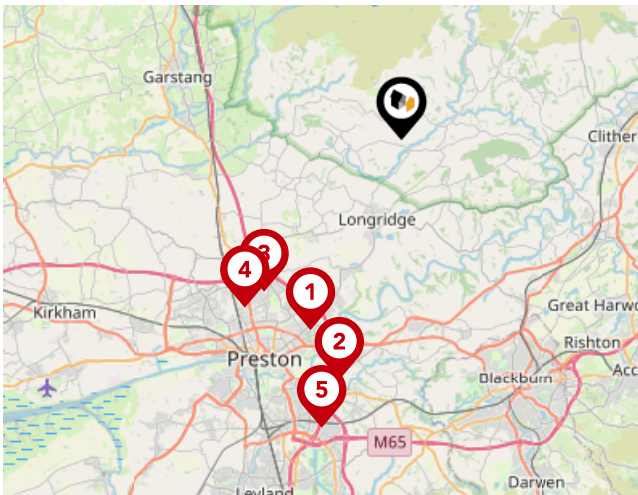 Garstang
Clither
Longridge
3
4
1
Kirkham
Great Harwo
2
Rishton
Preston
Acc
Blackburn
5
M65
Darwen
Leyland